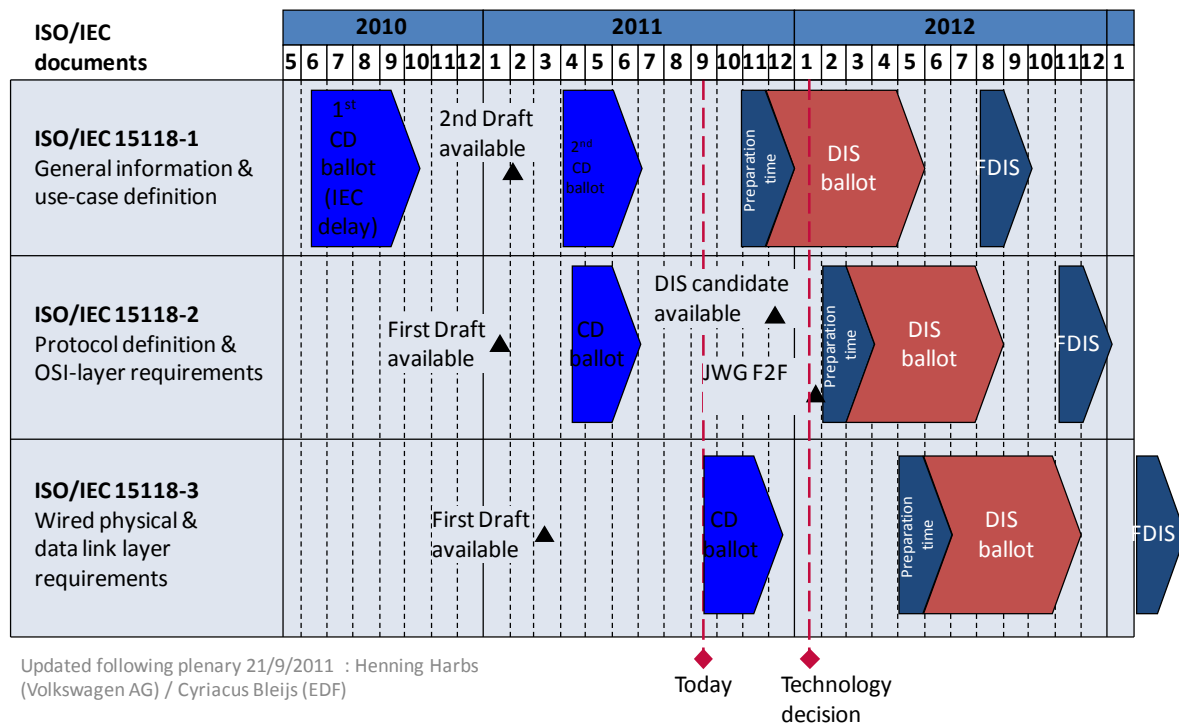 ISO/IEC
documents
2010 2011 2012
5 6 7 8 9 10 11 12 1 2 3 4 5 6 7 8 9 10 11 12 1 2 3 4 5 6 7 8 9 10 11 12 1
ISO/IEC 15118-1
General information &
use-case definition
1st
CD
ballot
(IEC
delay)
2nd Draft
available
2nd
CD
ballot
Preparation
time
DIS
ballot
FDIS
ISO/IEC 15118-2
Protocol definition &
OSI-layer requirements
First Draft
available
CD
ballot
DIS candidate
available
JWG F2F
Preparation
time
DIS
ballot
FDIS
ISO/IEC 15118-3
Wired physical &
data link layer
requirements
First Draft
available
CD
ballot
Preparation
time
DIS
ballot
FDIS
Updated following plenary 21/9/2011 : Henning Harbs
(Volkswagen AG) / Cyriacus Bleijs (EDF)
Today
Technology
decision